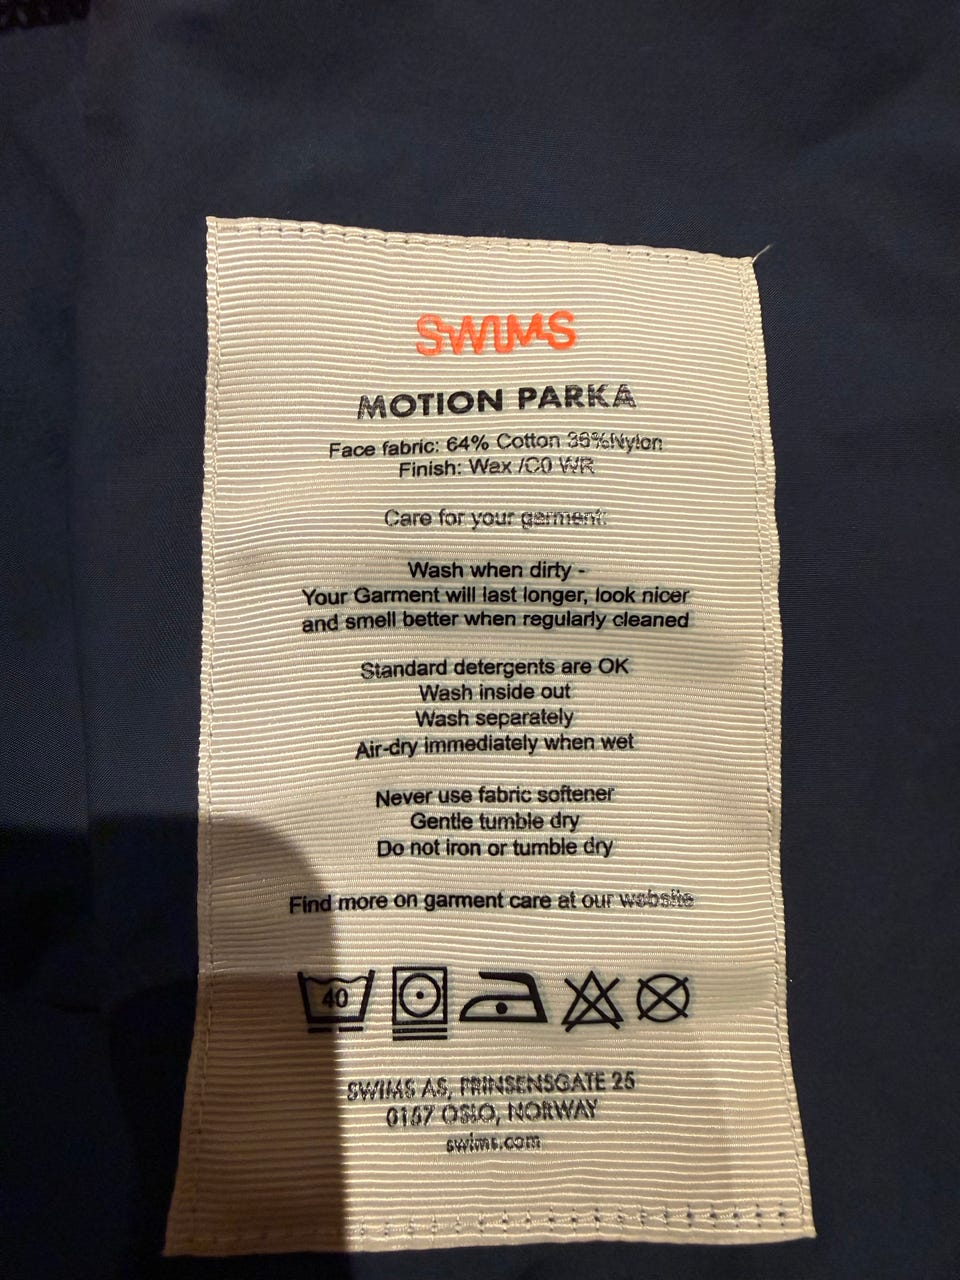 SWIMS
MOTION PARKA
Face fabric: 64% Cotton 36%Nylon
Finish: Wax /C0 WR
Care for your garment:
Wash when dirty -
Your Garment will last longer, look nicer
and smell better when regularly cleaned
Standard detergents are OK
Wash inside out
Wash separately
Air-dry immediately when wet
Never use fabric softener
Gentle tumble dry
Do not iron or tumble dry
Find more on garment care at our website
40
SWIMS AS, PRINSENSGATE 25
0157 OSLO, NORWAY
swims.com